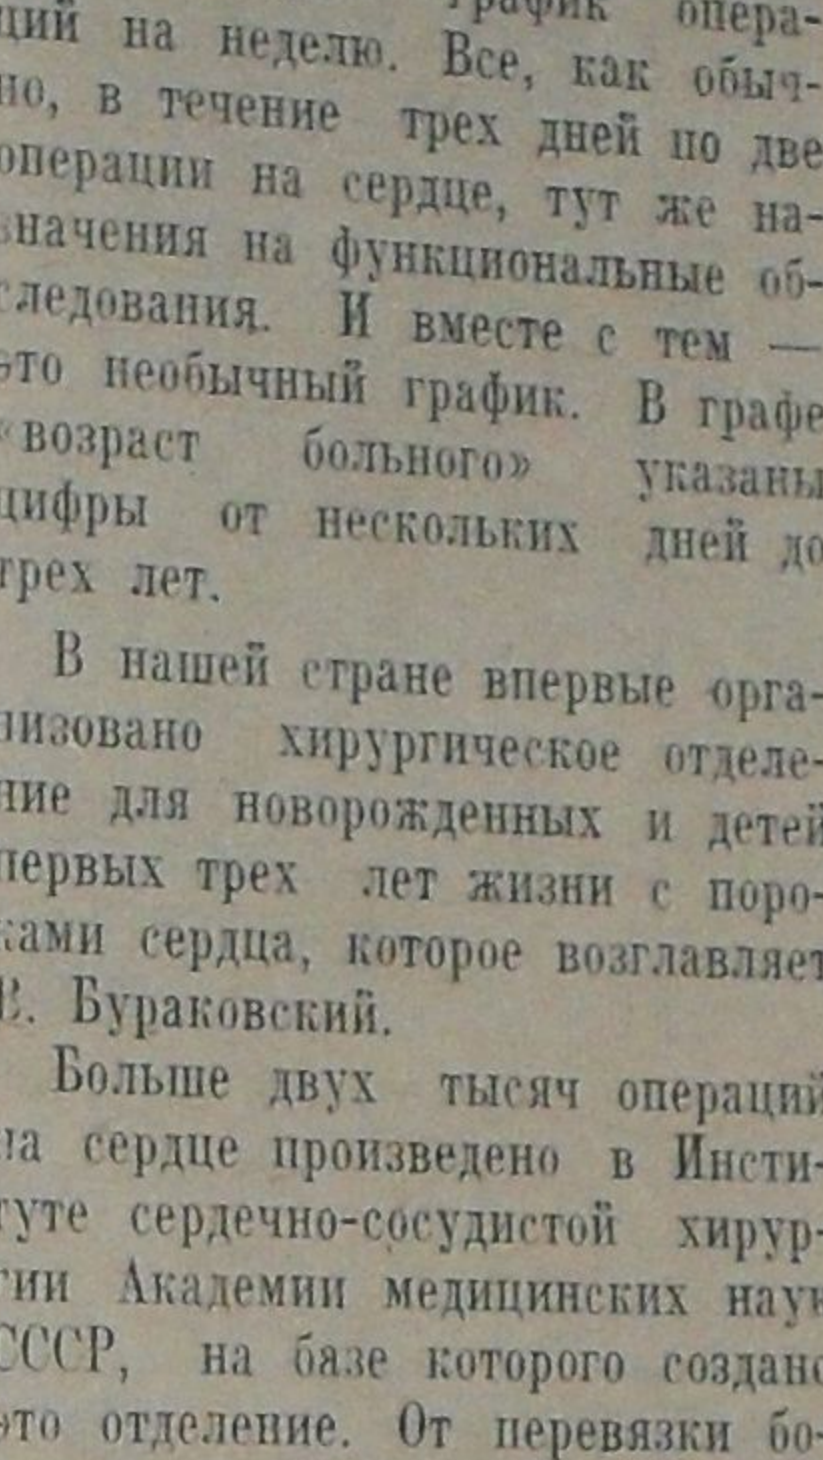 график опера-
ций на неделю. Все, как обыч-
но, в течение трех дней по две
операции на сердце, тут же на-
значения на функциональные об-
следования. И вместе с тем —
это необычный график. В графе
«возраст больного» указаны
цифры от нескольких дней до
трех лет.
В нашей стране впервые орга-
низовано хирургическое отделе-
ние для новорожденных и детей
первых трех лет жизни с поро-
ками сердца, которое возглавляет
В. Бураковский.
Больше двух тысяч операций
на сердце произведено в Инсти-
туте сердечно-сосудистой хирур-
гии Академии медицинских наук
СССР, на базе которого создано
это отделение. От перевязки бо-